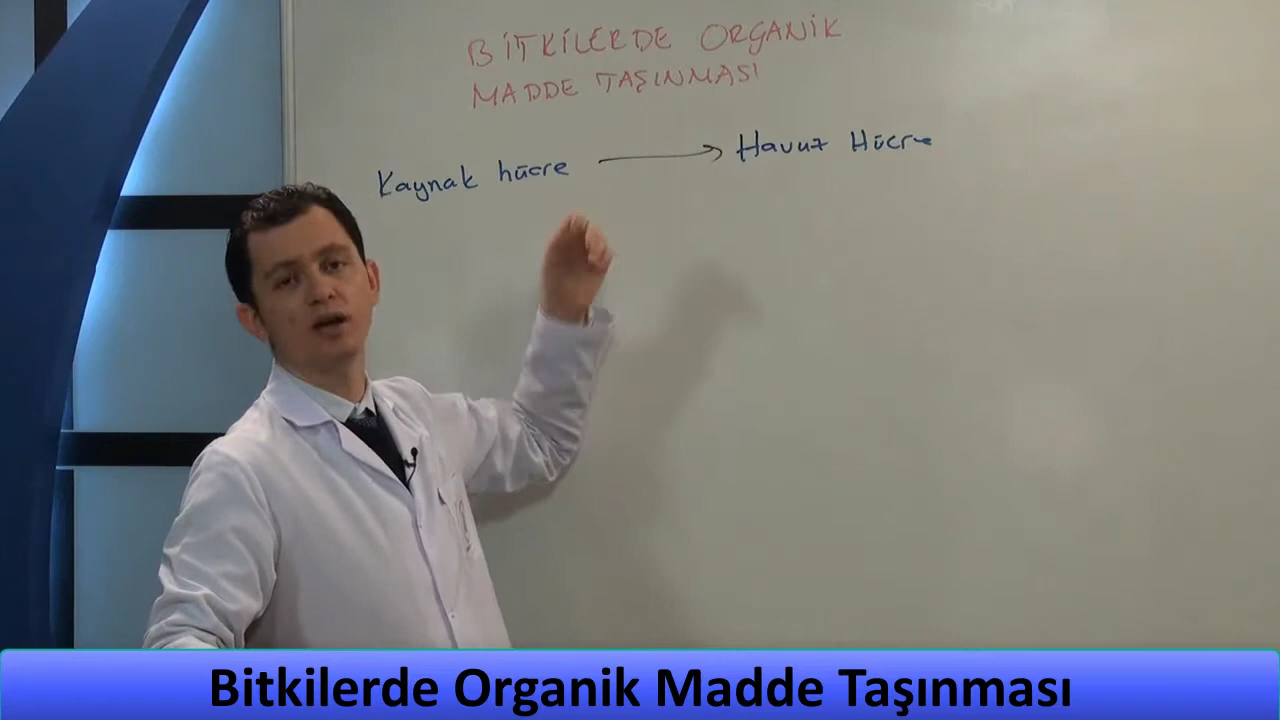 BİTKİLERDE ORGANİK
MADDE TAŞINMASI
Kaynak hücre → Havuz Hücre
Bitkilerde Organik Madde Taşınması